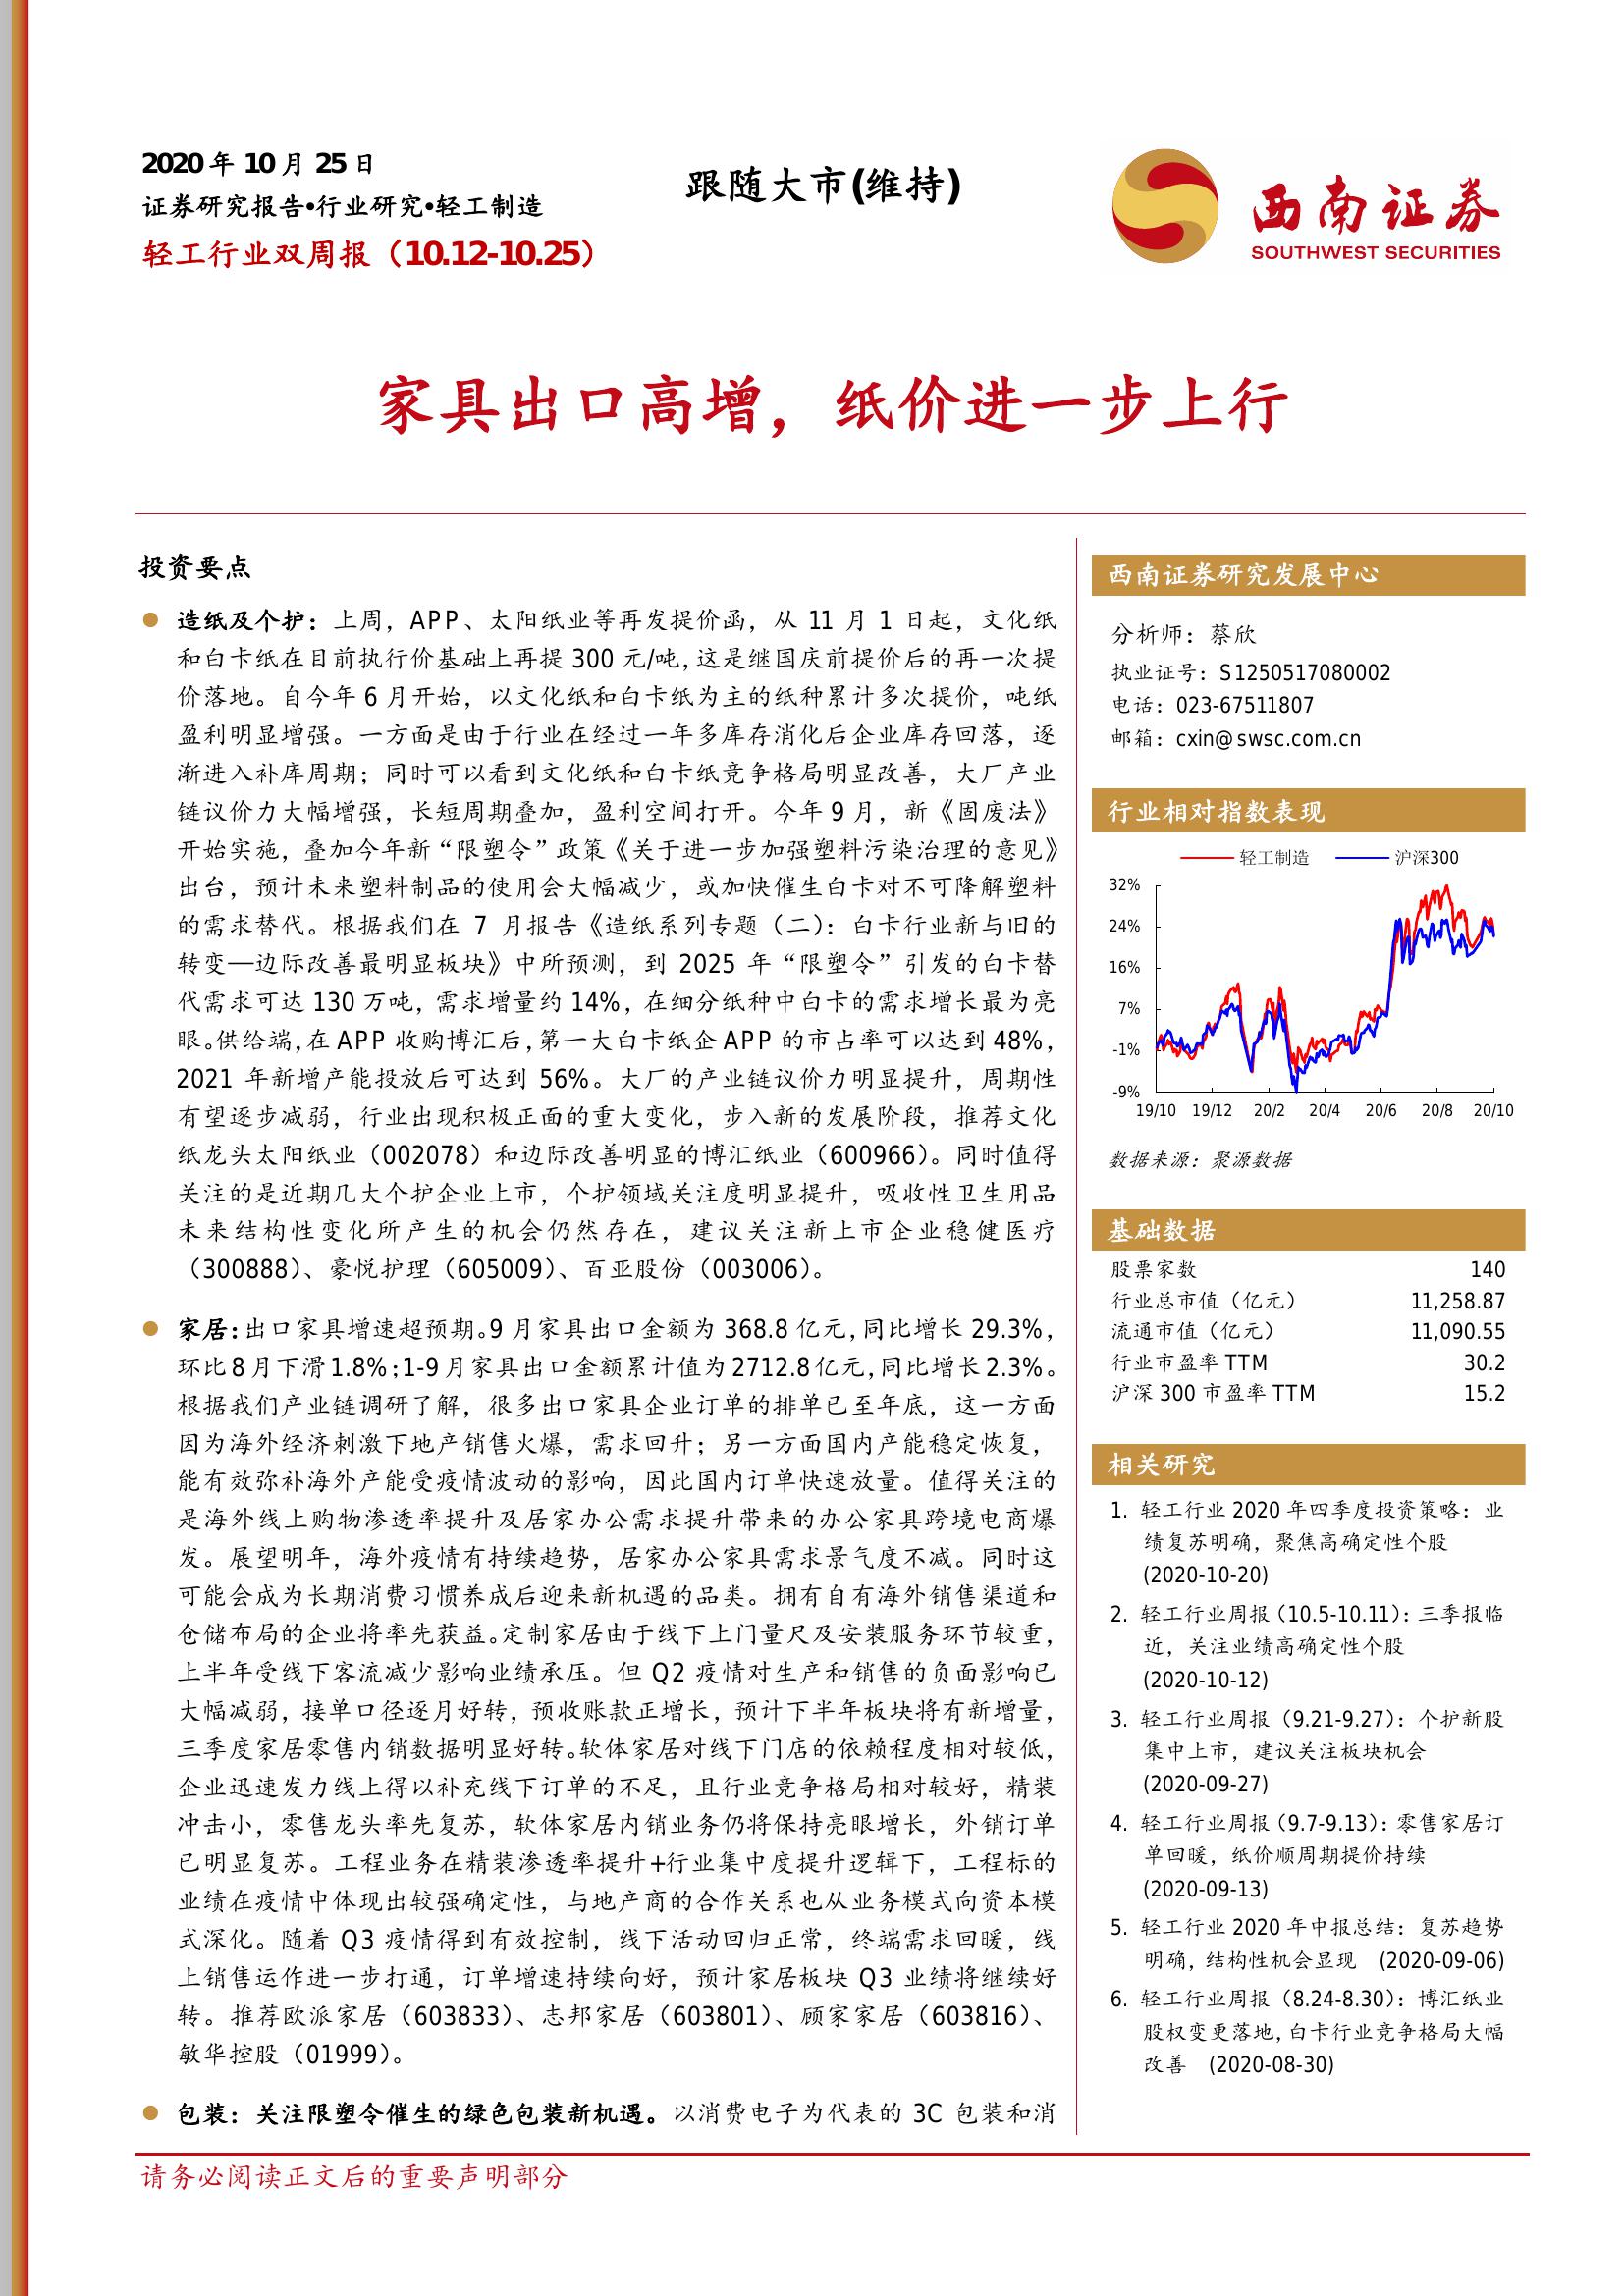 2020 年 10 月 25 日
证券研究报告•行业研究•轻工制造
轻工行业双周报（10.12-10.25）
跟随大市(维持)
西南证券
SOUTHWEST SECURITIES
家具出口高增，纸价进一步上行
投资要点
造纸及个护：上周，APP、太阳纸业等再发提价函，从 11 月 1 日起，文化纸
和白卡纸在目前执行价基础上再提 300 元/吨，这是继国庆前提价后的再一次提
价落地。自今年 6 月开始，以文化纸和白卡纸为主的纸种累计多次提价，吨纸
盈利明显增强。一方面是由于行业在经过一年多库存消化后企业库存回落，逐
渐进入补库周期；同时可以看到文化纸和白卡纸竞争格局明显改善，大厂产业
链议价力大幅增强，长短周期叠加，盈利空间打开。今年 9 月，新《固废法》
开始实施，叠加今年新“限塑令”政策《关于进一步加强塑料污染治理的意见》
出台，预计未来塑料制品的使用会大幅减少，或加快催生白卡对不可降解塑料
的需求替代。根据我们在 7 月报告《造纸系列专题（二）：白卡行业新与旧的
转变—边际改善最明显板块》中所预测，到 2025 年“限塑令”引发的白卡替
代需求可达 130 万吨，需求增量约 14%，在细分纸种中白卡的需求增长最为亮
眼。供给端，在 APP 收购博汇后，第一大白卡纸企 APP 的市占率可以达到 48%，
2021 年新增产能投放后可达到 56%。大厂的产业链议价力明显提升，周期性
有望逐步减弱，行业出现积极正面的重大变化，步入新的发展阶段，推荐文化
纸龙头太阳纸业（002078）和边际改善明显的博汇纸业（600966）。同时值得
关注的是近期几大个护企业上市，个护领域关注度明显提升，吸收性卫生用品
未来结构性变化所产生的机会仍然存在，建议关注新上市企业稳健医疗
（300888）、豪悦护理（605009）、百亚股份（003006）。
家居：出口家具增速超预期。9 月家具出口金额为 368.8 亿元，同比增长 29.3%，
环比 8 月下滑 1.8%；1-9 月家具出口金额累计值为 2712.8 亿元，同比增长 2.3%。
根据我们产业链调研了解，很多出口家具企业订单的排单已至年底，这一方面
因为海外经济刺激下地产销售火爆，需求回升；另一方面国内产能稳定恢复，
能有效弥补海外产能受疫情波动的影响，因此国内订单快速放量。值得关注的
是海外线上购物渗透率提升及居家办公需求提升带来的办公家具跨境电商爆
发。展望明年，海外疫情有持续趋势，居家办公家具需求景气度不减。同时这
可能会成为长期消费习惯养成后迎来新机遇的品类。拥有自有海外销售渠道和
仓储布局的企业将率先获益。定制家居由于线下上门量尺及安装服务环节较重，
上半年受线下客流减少影响业绩承压。但 Q2 疫情对生产和销售的负面影响已
大幅减弱，接单口径逐月好转，预收账款正增长，预计下半年板块将有新增量，
三季度家居零售内销数据明显好转。软体家居对线下门店的依赖程度相对较低，
企业迅速发力线上得以补充线下订单的不足，且行业竞争格局相对较好，精装
冲击小，零售龙头率先复苏，软体家居内销业务仍将保持亮眼增长，外销订单
已明显复苏。工程业务在精装渗透率提升+行业集中度提升逻辑下，工程标的
业绩在疫情中体现出较强确定性，与地产商的合作关系也从业务模式向资本模
式深化。随着 Q3 疫情得到有效控制，线下活动回归正常，终端需求回暖，线
上销售运作进一步打通，订单增速持续向好，预计家居板块 Q3 业绩将继续好
转。推荐欧派家居（603833）、志邦家居（603801）、顾家家居（603816）、
敏华控股（01999）。
包装：关注限塑令催生的绿色包装新机遇。以消费电子为代表的 3C 包装和消
西南证券研究发展中心
分析师：蔡欣
执业证号：S1250517080002
电话：023-67511807
邮箱：cxin@swsc.com.cn
行业相对指数表现
轻工制造 沪深300
32%
24%
16%
7%
-1%
-9%
19/10 19/12 20/2 20/4 20/6 20/8 20/10
数据来源：聚源数据
基础数据
股票家数 140
行业总市值（亿元） 11,258.87
流通市值（亿元） 11,090.55
行业市盈率 TTM 30.2
沪深 300 市盈率 TTM 15.2
相关研究
1. 轻工行业 2020 年四季度投资策略：业
绩复苏明确，聚焦高确定性个股
(2020-10-20)
2. 轻工行业周报（10.5-10.11）：三季报临
近，关注业绩高确定性个股
(2020-10-12)
3. 轻工行业周报（9.21-9.27）：个护新股
集中上市，建议关注板块机会
(2020-09-27)
4. 轻工行业周报（9.7-9.13）：零售家居订
单回暖，纸价顺周期提价持续
(2020-09-13)
5. 轻工行业 2020 年中报总结：复苏趋势
明确，结构性机会显现 (2020-09-06)
6. 轻工行业周报（8.24-8.30）：博汇纸业
股权变更落地，白卡行业竞争格局大幅
改善 (2020-08-30)
请务必阅读正文后的重要声明部分